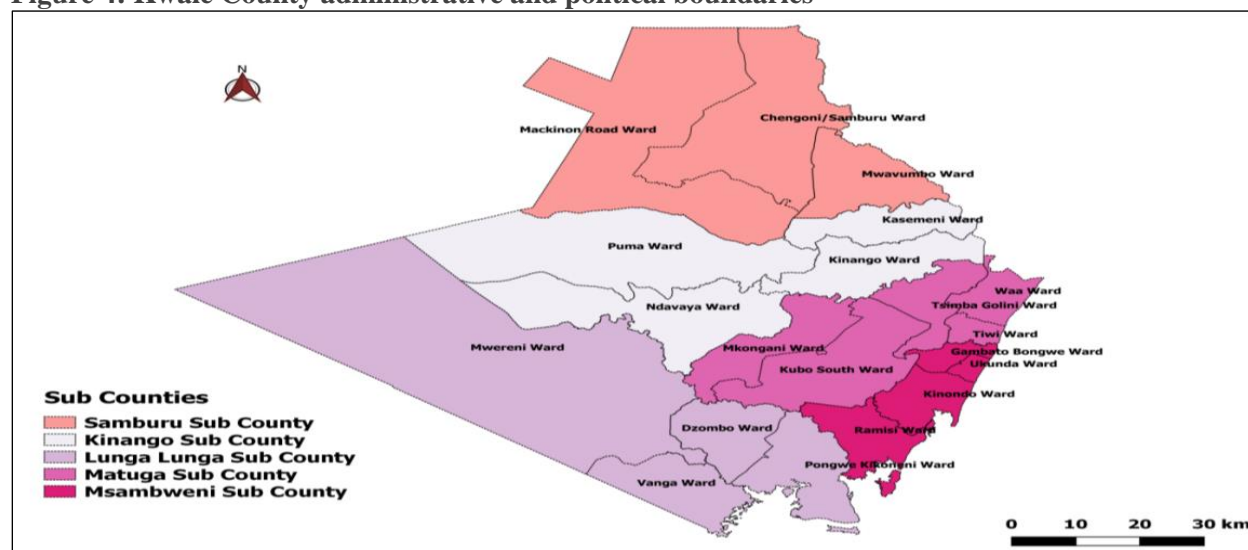 Figure 4: Kwale County administrative and political boundaries
N
Mackinon Road Ward
Chengoni/Samburu Ward
Mwavumbo Ward
Kasemeni Ward
Puma Ward
Kinango Ward
Waa Ward
Ndavaya Ward
Tsimba Golini Ward
Tiwi Ward
Mwereni Ward
Mkongani Ward
Gambato Bongwe Ward
Ukunda Ward
Kubo South Ward
Kinondo Ward
Dzombo Ward
Ramisi Ward
Pongwe Kikoneni Ward
Vanga Ward
Sub Counties
Samburu Sub County
Kinango Sub County
Lunga Lunga Sub County
Matuga Sub County
Msambweni Sub County
0 10 20 30 km